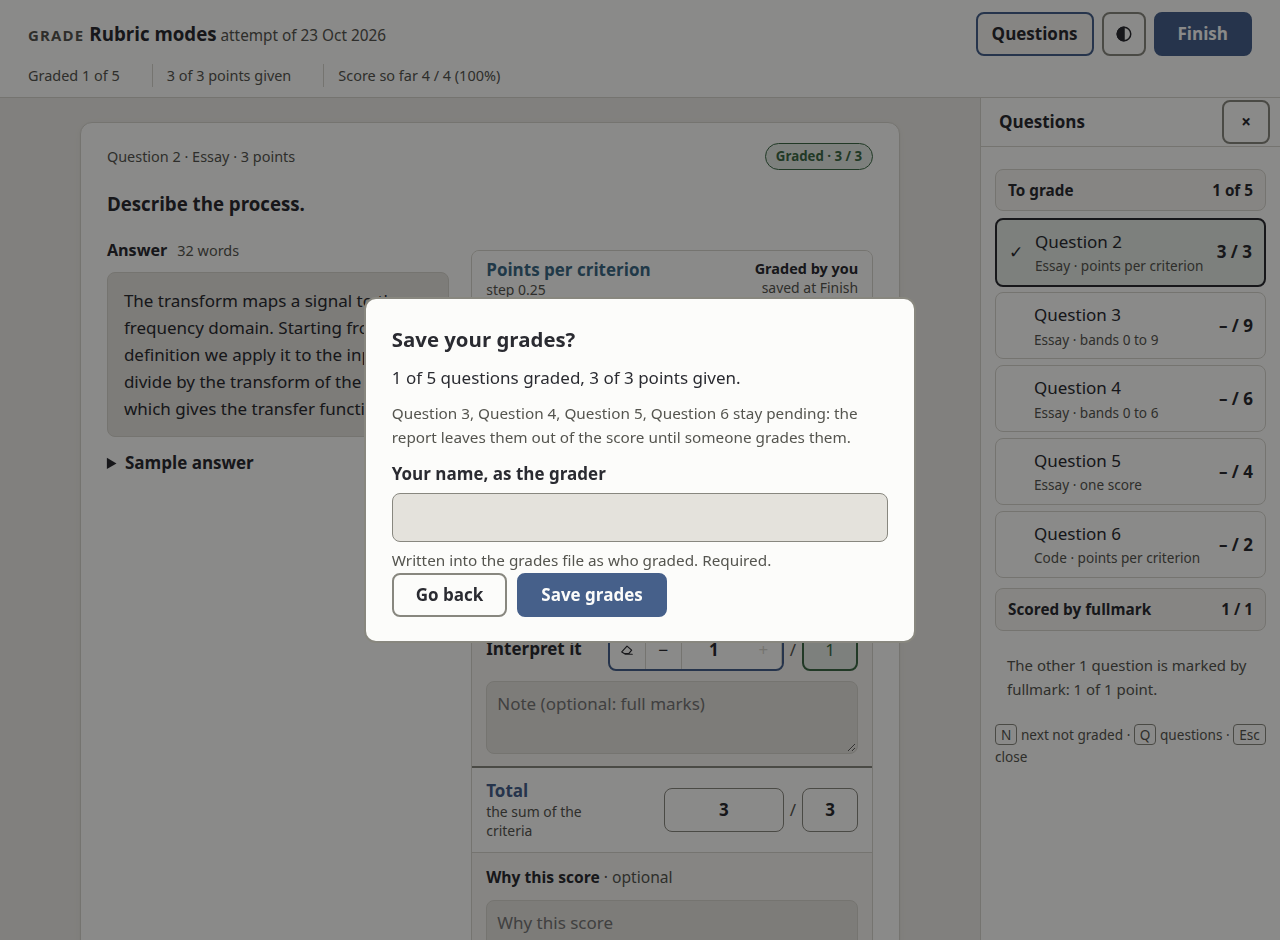 GRADE Rubric modes attempt of 23 Oct 2026
Questions
Finish
Graded 1 of 5
3 of 3 points given
Score so far 4 / 4 (100%)
Question 2 · Essay · 3 points
Graded · 3 / 3
Describe the process.
Answer 32 words
The transform maps a signal to the
frequency domain. Starting fro
definition we apply it to the inp
divide by the transform of the
which gives the transfer functi
Sample answer
Points per criterion
step 0.25
Graded by you
saved at Finish
Save your grades?
1 of 5 questions graded, 3 of 3 points given.
Question 3, Question 4, Question 5, Question 6 stay pending: the
report leaves them out of the score until someone grades them.
Your name, as the grader
Written into the grades file as who graded. Required.
Go back
Save grades
Interpret it
− 1 + / 1
Note (optional: full marks)
Total
the sum of the
criteria
3 / 3
Why this score · optional
Why this score
Questions
×
To grade 1 of 5
✓ Question 2
Essay · points per criterion
3 / 3
Question 3
Essay · bands 0 to 9
– / 9
Question 4
Essay · bands 0 to 6
– / 6
Question 5
Essay · one score
– / 4
Question 6
Code · points per criterion
– / 2
Scored by fullmark 1 / 1
The other 1 question is marked by
fullmark: 1 of 1 point.
N next not graded · Q questions · Esc
close